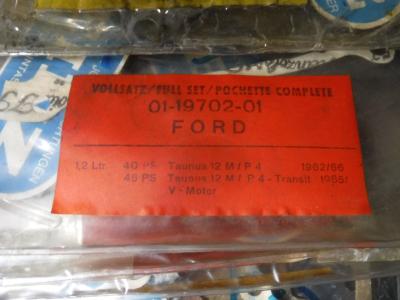 VOLLSATZ/FULL SET/POCHETTE COMPLETE
01-19702-01
FORD
1,2 Ltr. 40 PS Taunus 12 M / P 4 1962/66
45 PS Taunus 12 M / P 4 - Transit 1965/
V - Motor